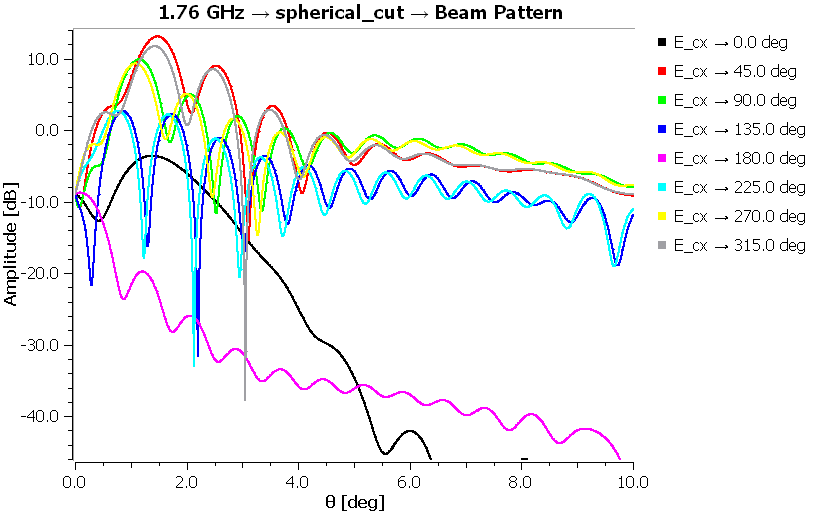 1.76 GHz → spherical_cut → Beam Pattern
10.0
0.0
-10.0
-20.0
-30.0
-40.0
Amplitude [dB]
0.0 2.0 4.0 6.0 8.0 10.0
θ [deg]
E_cx → 0.0 deg
E_cx → 45.0 deg
E_cx → 90.0 deg
E_cx → 135.0 deg
E_cx → 180.0 deg
E_cx → 225.0 deg
E_cx → 270.0 deg
E_cx → 315.0 deg